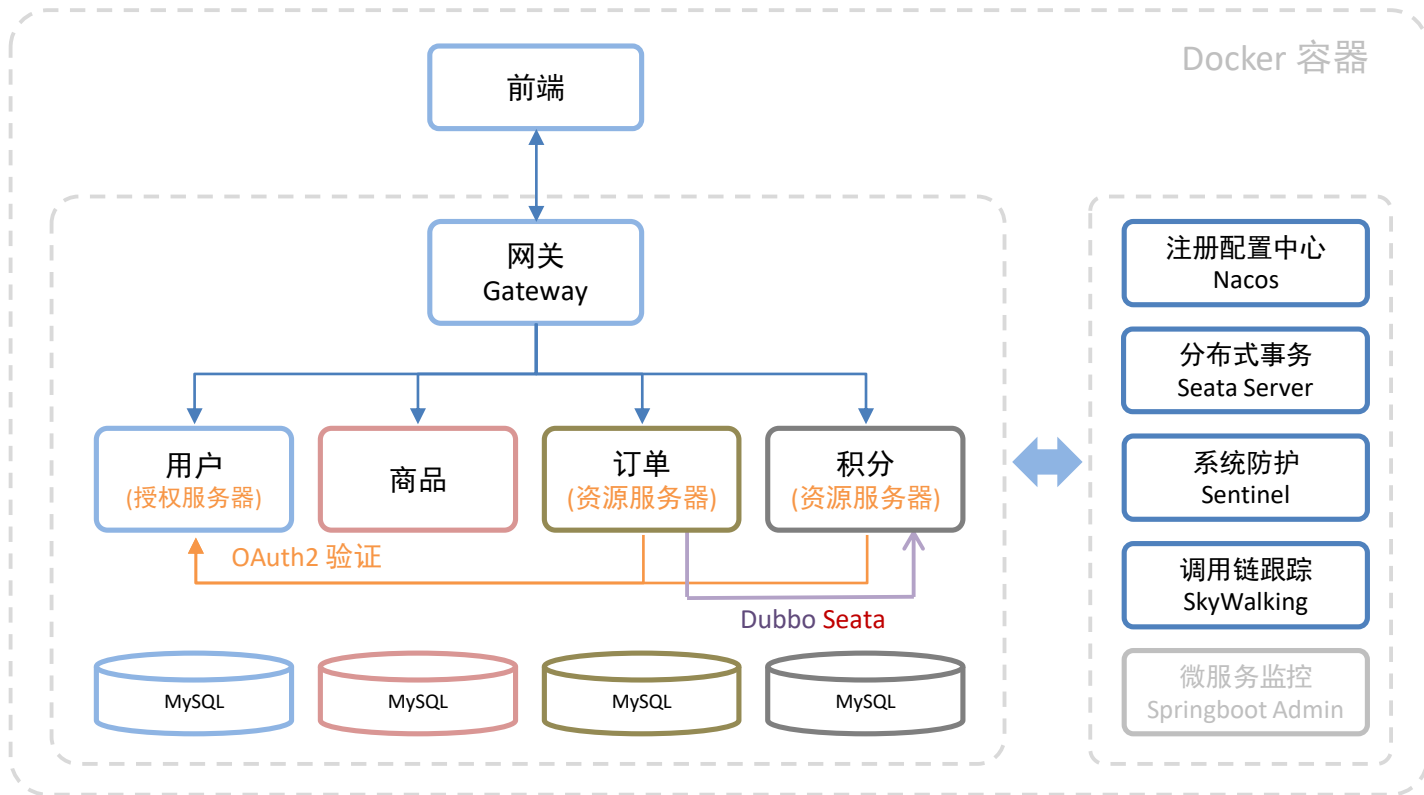 Docker 容器
前端
网关
Gateway
用户
(授权服务器)
商品
订单
(资源服务器)
积分
(资源服务器)
OAuth2 验证
Dubbo Seata
MySQL
MySQL
MySQL
MySQL
注册配置中心
Nacos
分布式事务
Seata Server
系统防护
Sentinel
调用链跟踪
SkyWalking
微服务监控
Springboot Admin